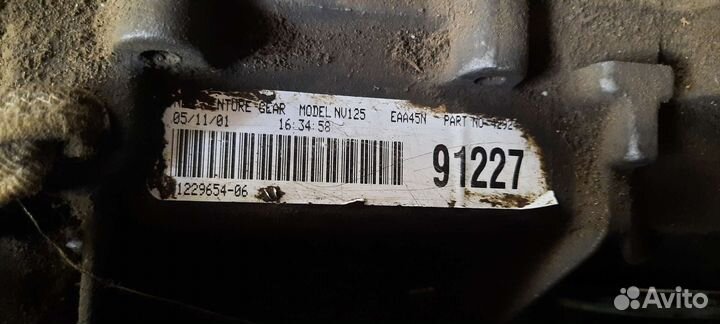 NTURE GEAR MODEL NV125 EAA45N - PART NO
05/11/01 16:34:58
91227
1229654-06
Avito